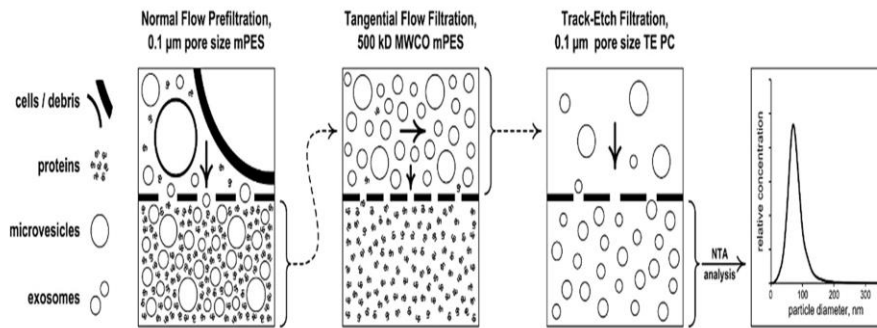 Normal Flow Prefiltration,
0.1 µm pore size mPES
Tangential Flow Filtration,
500 kD MWCO mPES
Track-Etch Filtration,
0.1 µm pore size TE PC
cells / debris
proteins
microvesicles
exosomes
NTA
analysis
relative concentration
0 100 200 300
particle diameter, nm